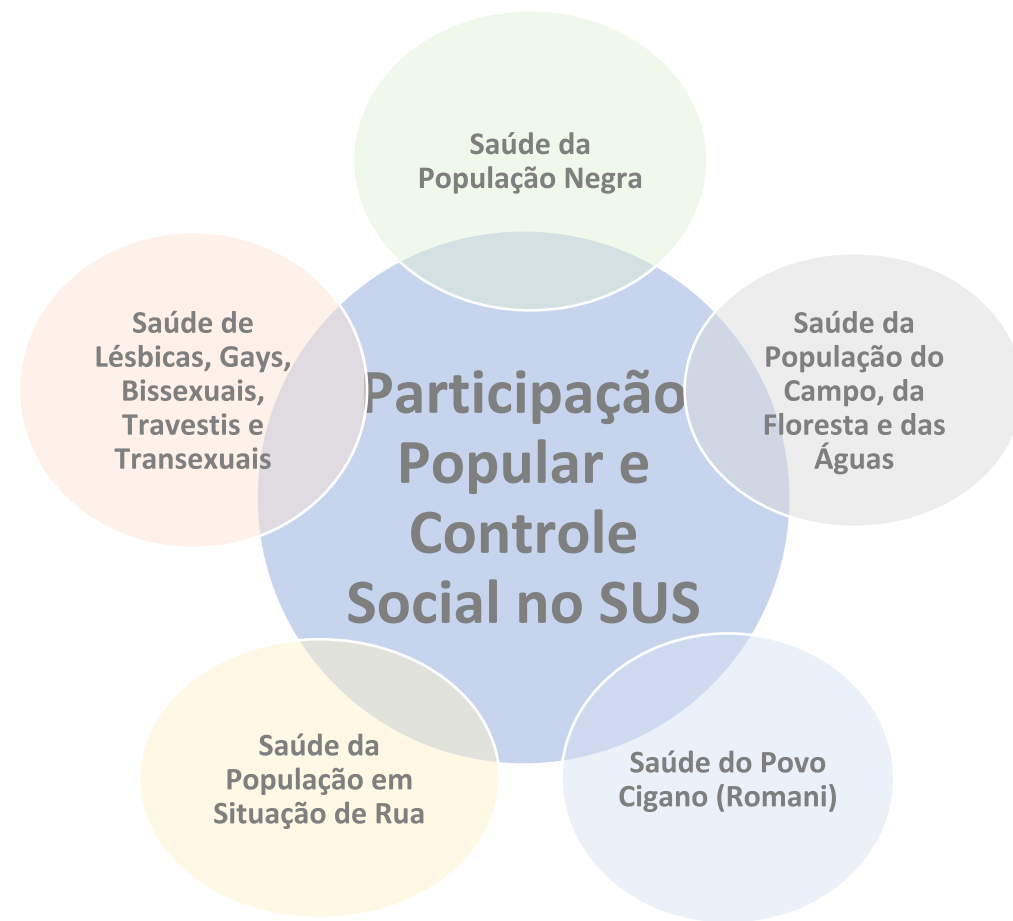 Saúde da
População Negra
Saúde de
Lésbicas, Gays,
Bissexuais,
Travestis e
Transexuais
Participação
Popular e
Controle
Social no SUS
Saúde da
População do
Campo, da
Floresta e das
Águas
Saúde da
População em
Situação de Rua
Saúde do Povo
Cigano (Romani)